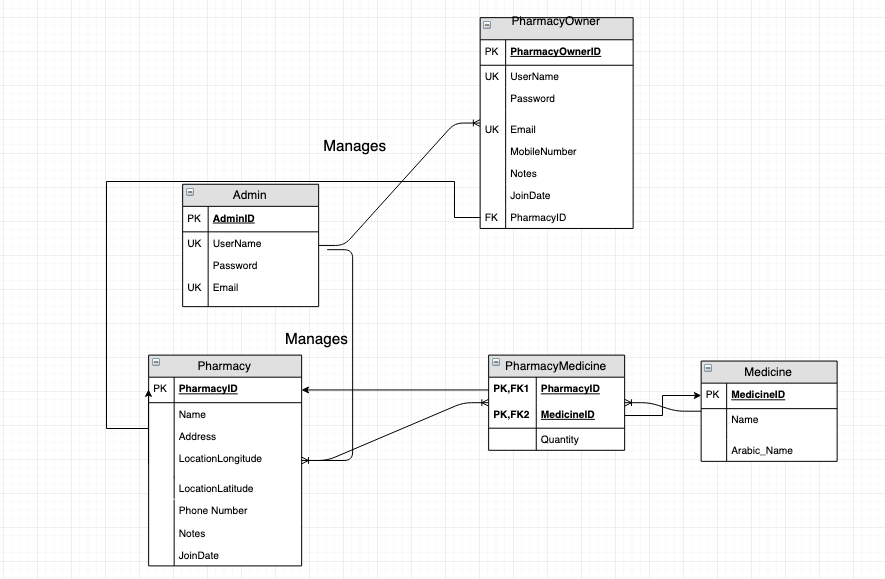 PharmacyOwner
PK PharmacyOwnerID
UK UserName
Password
UK Email
MobileNumber
Notes
JoinDate
FK PharmacyID
Manages
Admin
PK AdminID
UK UserName
Password
UK Email
Manages
Pharmacy
PK PharmacyID
Name
Address
LocationLongitude
LocationLatitude
Phone Number
Notes
JoinDate
PharmacyMedicine
PK,FK1 PharmacyID
PK,FK2 MedicineID
Quantity
Medicine
PK MedicineID
Name
Arabic_Name